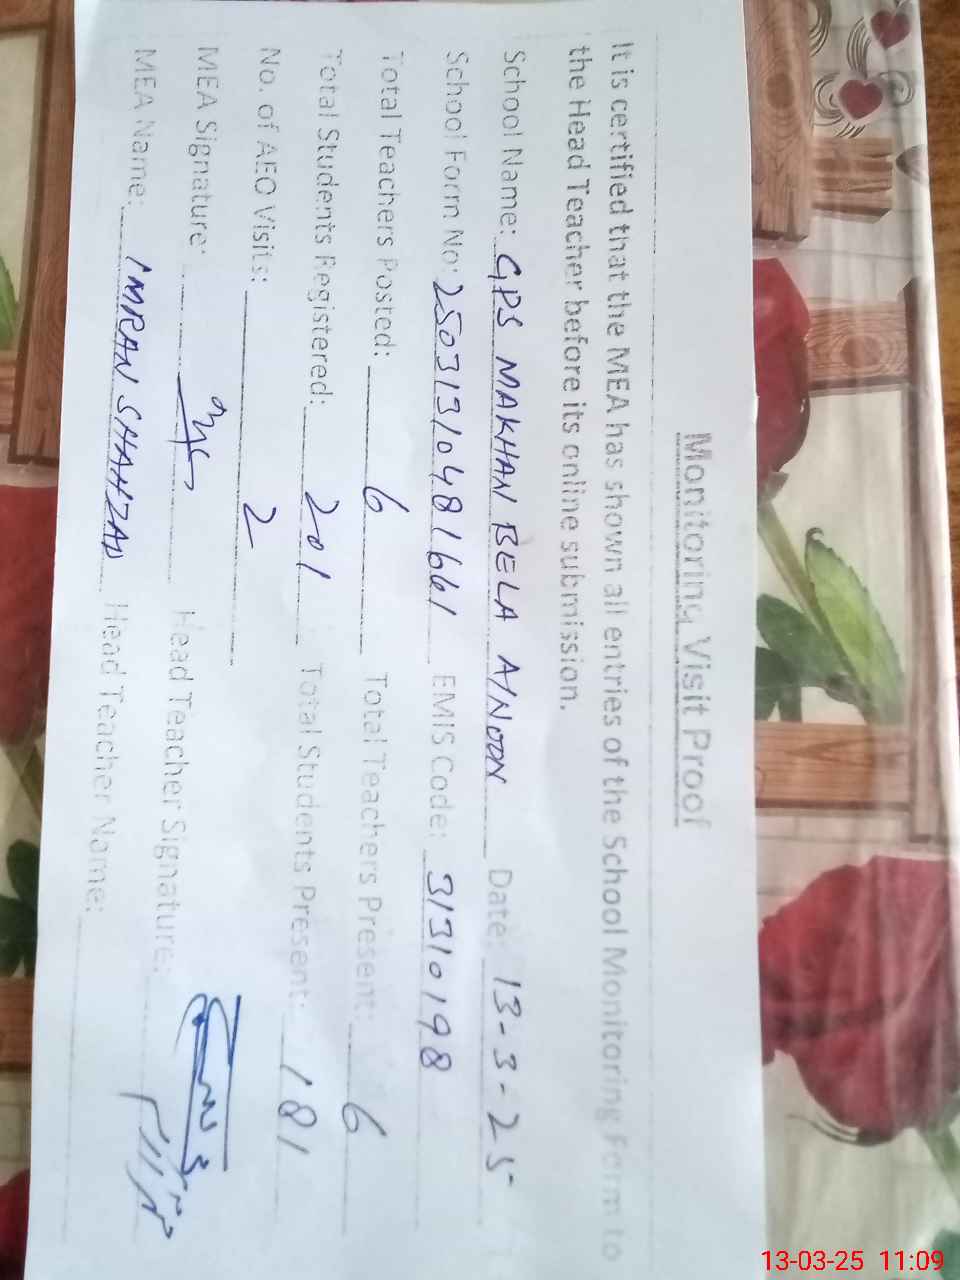 Monitoring Visit Proof
It is certified that the MEA has shown all entries of the School Monitoring Form to
the Head Teacher before its online submission.
School Name: GPS MAKHAN BELA A/NOON Date: 13-3-25
School Form No: 250313104816661 EMIS Code: 31310198
Total Teachers Posted: 6 Total Teachers Present: 6
Total Students Registered: 201 Total Students Present: 181
No. of AEO Visits: 2
MEA Signature: Head Teacher Signature:
MEA Name: IMRAN SHAHZAD Head Teacher Name:
13-03-25 11:09